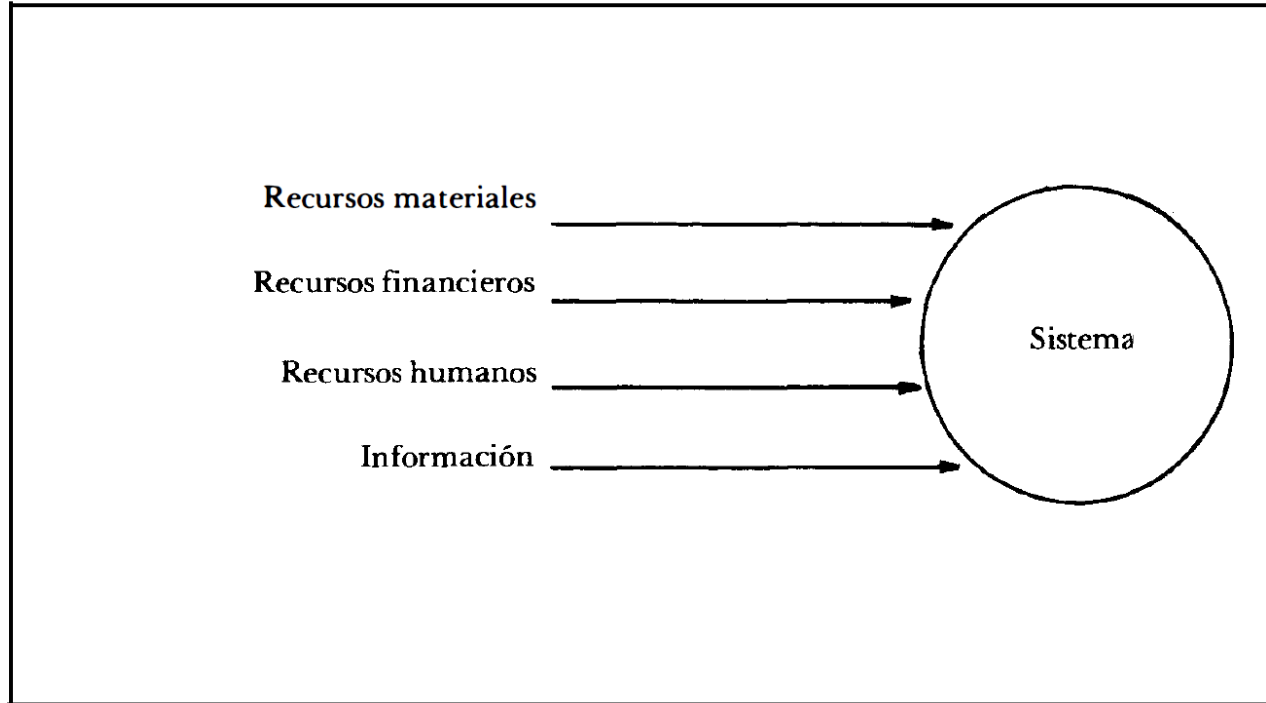 Recursos materiales
Recursos financieros
Recursos humanos
Información
Sistema